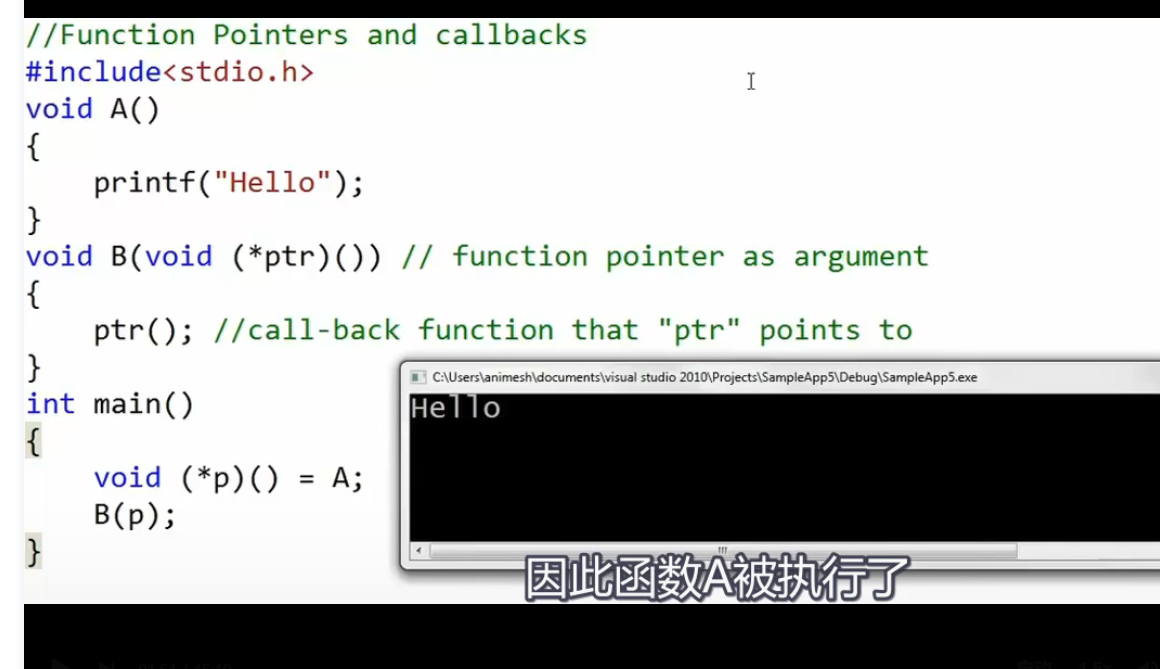 //Function Pointers and callbacks
#include<stdio.h>
void A()
{
    printf("Hello");
}
void B(void (*ptr)()) // function pointer as argument
{
    ptr(); //call-back function that "ptr" points to
}
int main()
{
    void (*p)() = A;
    B(p);
}
C:\Users\animesh\documents\visual studio 2010\Projects\SampleApp5\Debug\SampleApp5.exe
Hello
因此函数A被执行了